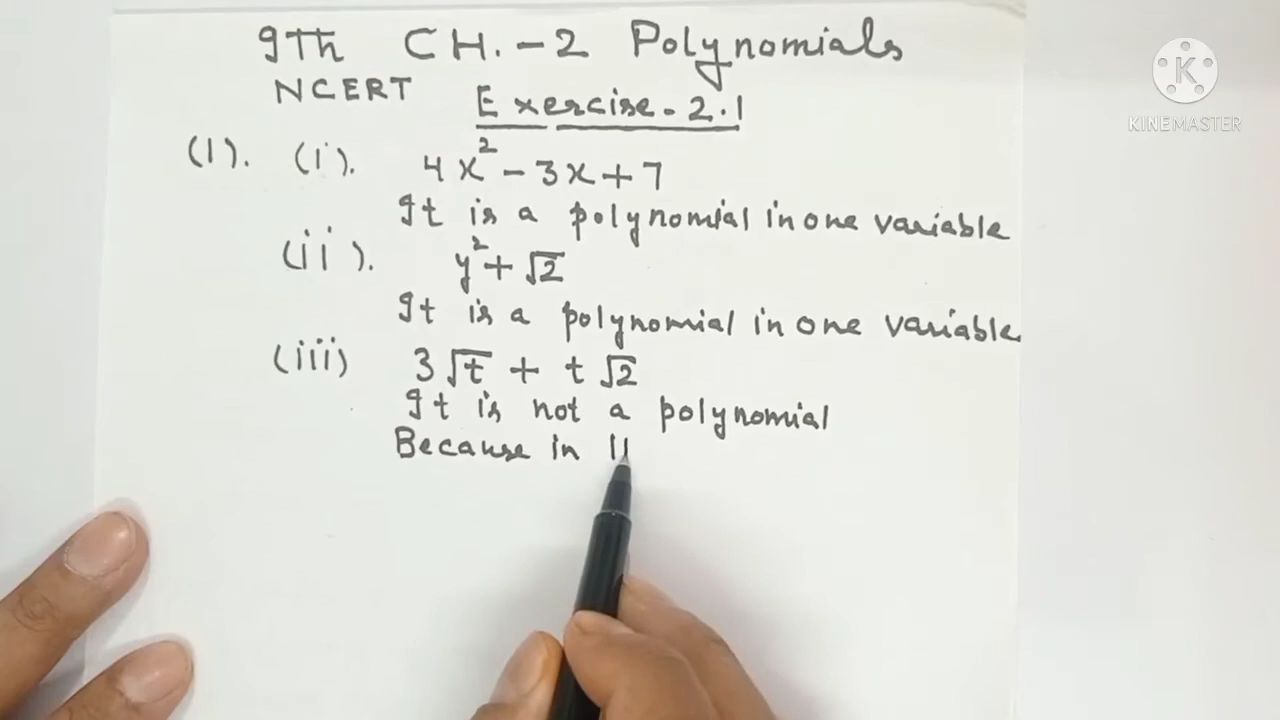 9Th CH.-2 Polynomials
NCERT
Exercise-2.1
(1). (i). 4x² - 3x + 7
It is a polynomial in one variable
(ii). y² + √2
It is a polynomial in one variable
(iii) 3√t + t√2
It is not a polynomial
Because in
K
KINEMASTER